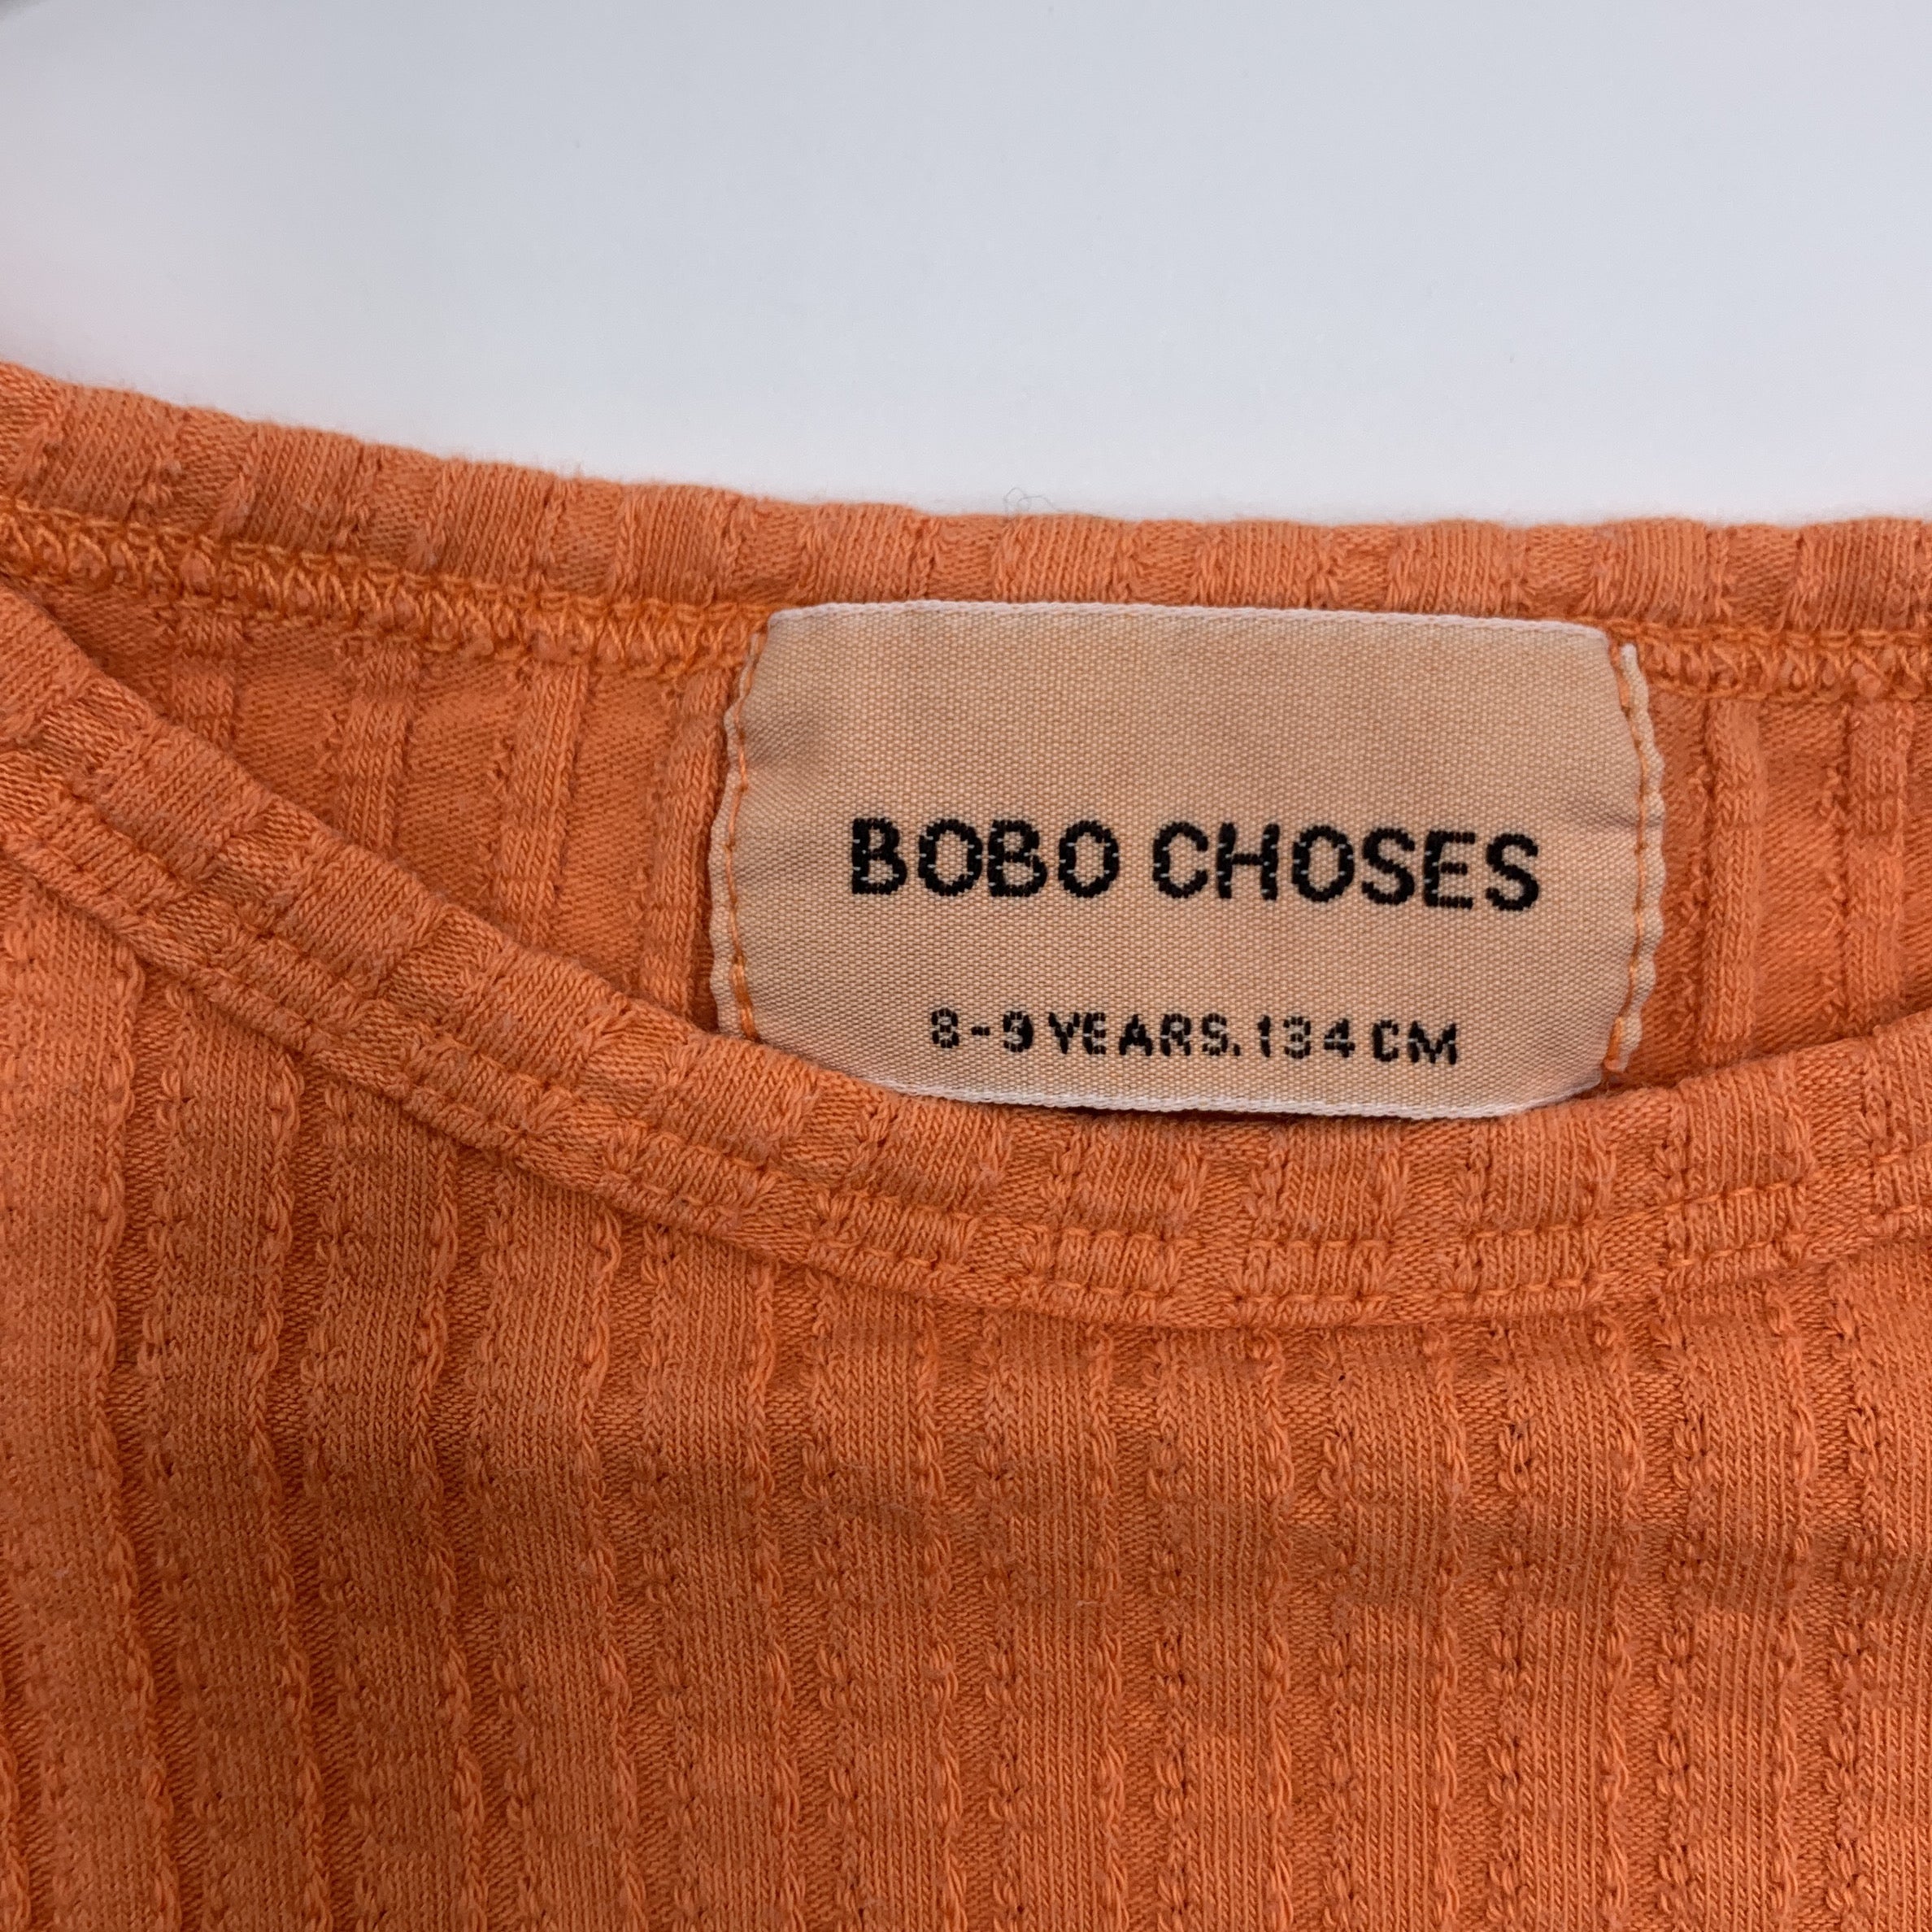 BOBO CHOSES
8-9 YEARS. 134 CM